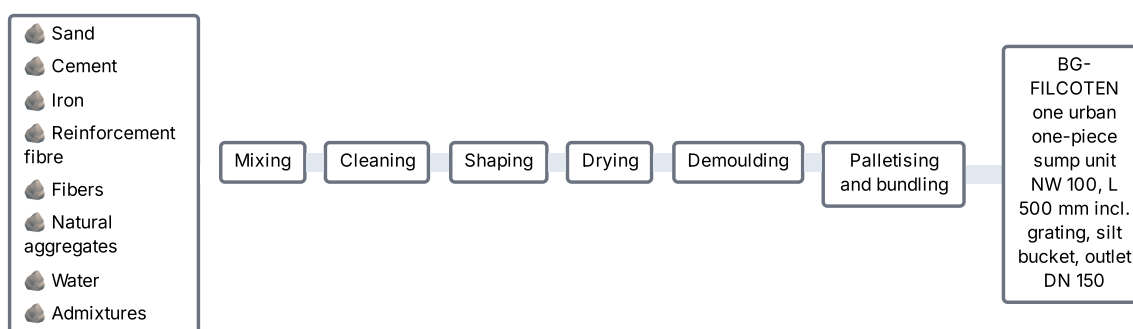 Sand
Cement
Iron
Reinforcement
fibre
Fibers
Natural
aggregates
Water
Admixtures
Mixing
Cleaning
Shaping
Drying
Demoulding
Palletising
and bundling
BG-
FILCOTEN
one urban
one-piece
sump unit
NW 100, L
500 mm incl.
grating, silt
bucket, outlet
DN 150